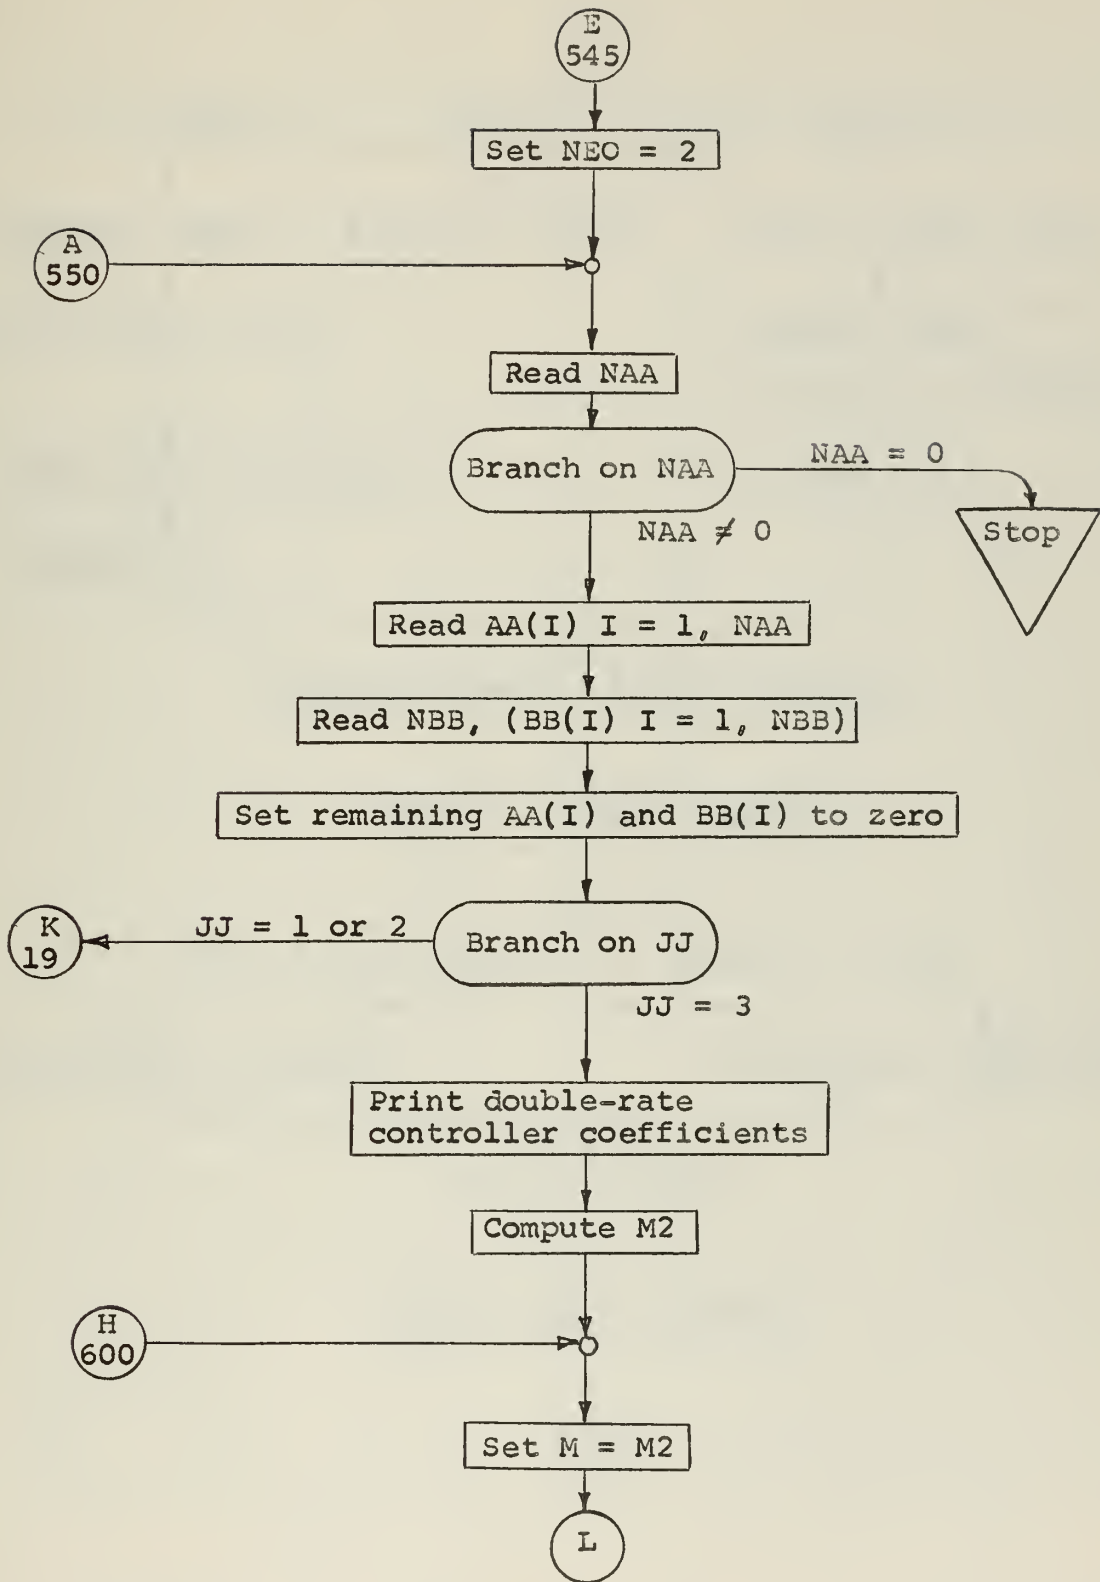 E
545
Set NEO = 2
A
550
Read NAA
Branch on NAA
NAA = 0
Stop
NAA ≠ 0
Read AA(I) I = 1, NAA
Read NBB, (BB(I) I = 1, NBB)
Set remaining AA(I) and BB(I) to zero
K
19
JJ = 1 or 2
Branch on JJ
JJ = 3
Print double-rate
controller coefficients
Compute M2
H
600
Set M = M2
L